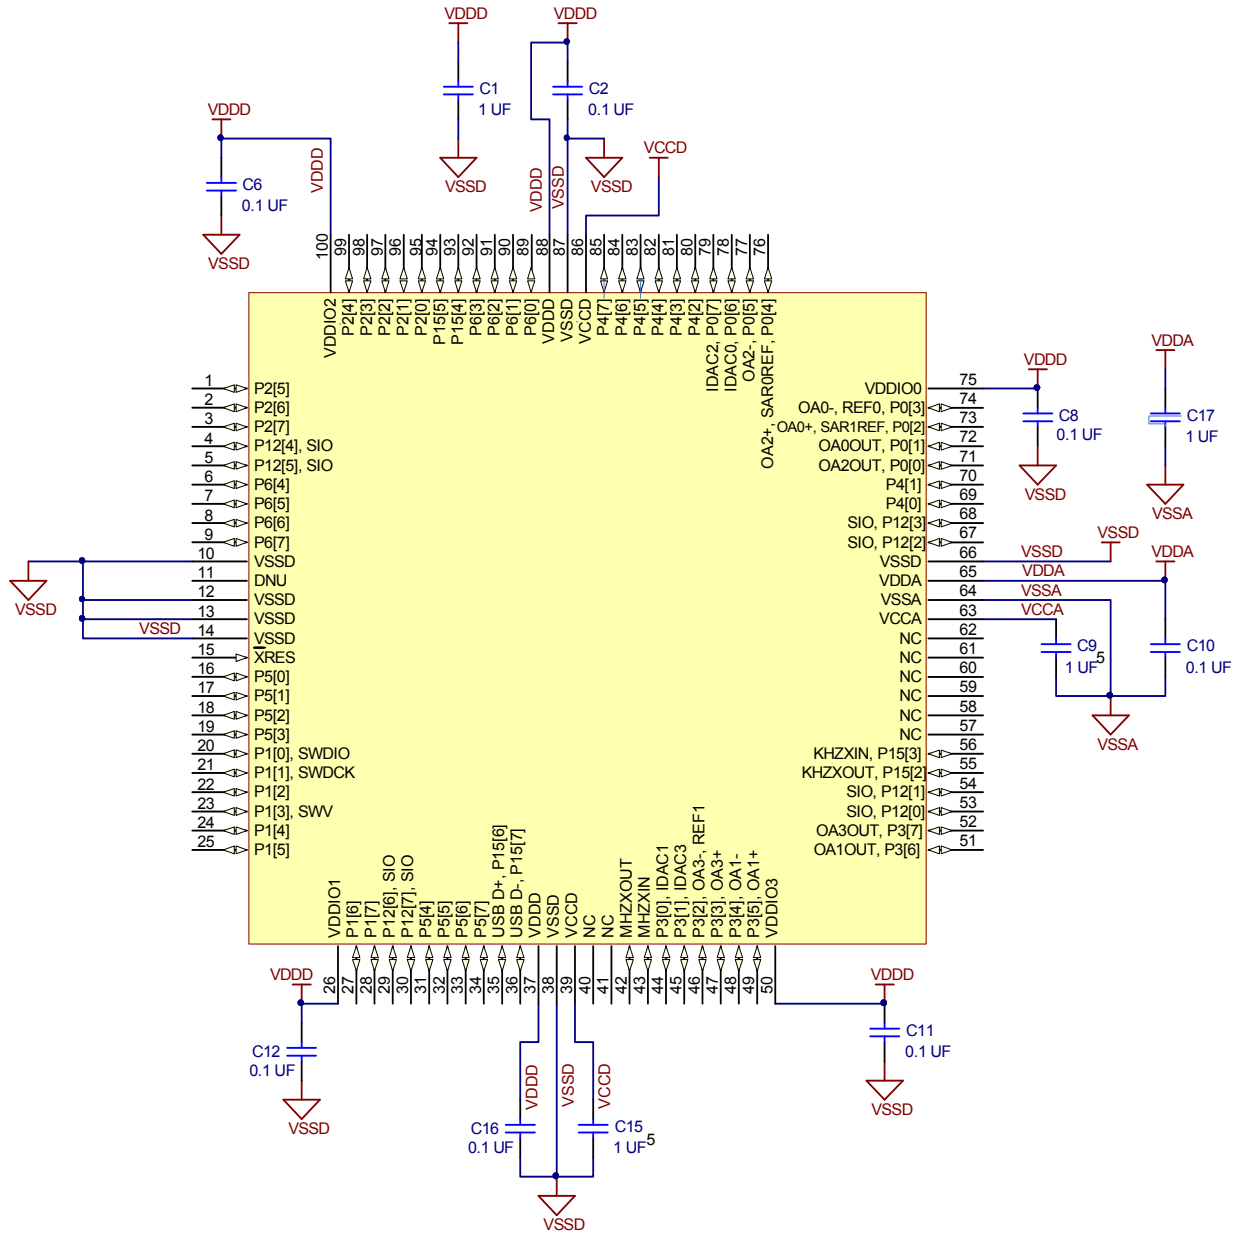 VDDD
VDDD
C1
1 UF
C2
0.1 UF
VDDD
VSSD
VSSD
VCCD
C6
0.1 UF
VSSD
VDDD
VDDD
VSSD
100
99
98
97
96
95
94
93
92
91
90
89
88
87
86
85
84
83
82
81
80
79
78
77
76
VDDIO2
P2[4]
P2[3]
P2[2]
P2[1]
P2[0]
P15[5]
P15[4]
P6[3]
P6[2]
P6[1]
P6[0]
VDDD
VSSD
VCCD
P4[7]
P4[6]
P4[5]
P4[4]
P4[3]
P4[2]
IDAC2, P0[7]
IDAC0, P0[6]
OA2-, P0[5]
OA2+, SAR0REF, P0[4]
1 P2[5]
2 P2[6]
3 P2[7]
4 P12[4], SIO
5 P12[5], SIO
6 P6[4]
7 P6[5]
8 P6[6]
9 P6[7]
10 VSSD
11 DNU
12 VSSD
13 VSSD
VSSD 14 VSSD
15 XRES
16 P5[0]
17 P5[1]
18 P5[2]
19 P5[3]
20 P1[0], SWDIO
21 P1[1], SWDCK
22 P1[2]
23 P1[3], SWV
24 P1[4]
25 P1[5]
VSSD
VDDIO0 75
OA0-, REF0, P0[3] 74
OA0+, SAR1REF, P0[2] 73
OA0OUT, P0[1] 72
OA2OUT, P0[0] 71
P4[1] 70
P4[0] 69
SIO, P12[3] 68
SIO, P12[2] 67
VSSD 66 VSSD
VDDA 65 VDDA
VSSA 64 VSSA
VCCA 63 VCCA
NC 62
NC 61
NC 60
NC 59
NC 58
NC 57
KHZXIN, P15[3] 56
KHZXOUT, P15[2] 55
SIO, P12[1] 54
SIO, P12[0] 53
OA3OUT, P3[7] 52
OA1OUT, P3[6] 51
VDDD
C8
0.1 UF
VSSD
VDDA
C17
1 UF
VSSA
VSSD
VDDA
C9
1 UF5
C10
0.1 UF
VSSA
VDDIO1
P1[6]
P1[7]
P12[6], SIO
P12[7], SIO
P5[4]
P5[5]
P5[6]
P5[7]
USB D+, P15[6]
USB D-, P15[7]
VDDD
VSSD
VCCD
NC
NC
MHZXOUT
MHZXIN
P3[0], IDAC1
P3[1], IDAC3
P3[2], OA3-, REF1
P3[3], OA3+
P3[4], OA1-
P3[5], OA1+
VDDIO3
26
27
28
29
30
31
32
33
34
35
36
37
38
39
40
41
42
43
44
45
46
47
48
49
50
VDDD
C12
0.1 UF
VSSD
VDDD
VSSD
VCCD
C16
0.1 UF
C15
1 UF5
VSSD
VDDD
C11
0.1 UF
VSSD